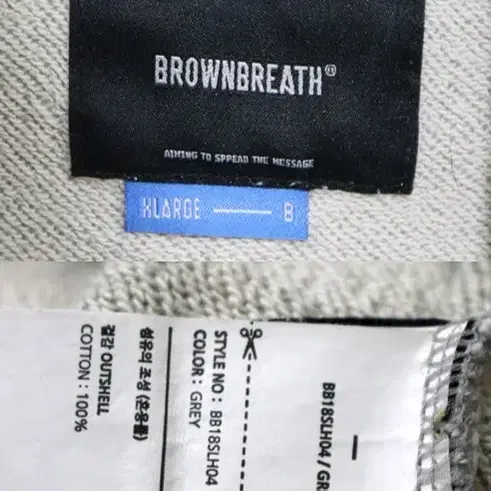 BROWNBREATH®
AIMING TO SPREAD THE MESSAGE
XLARGE B
BB18SLH04 / GR
STYLE NO : BB18SLH04
COLOR : GREY
섬유의 조성 (혼용률)
겉감 OUTSHELL
COTTON : 100%